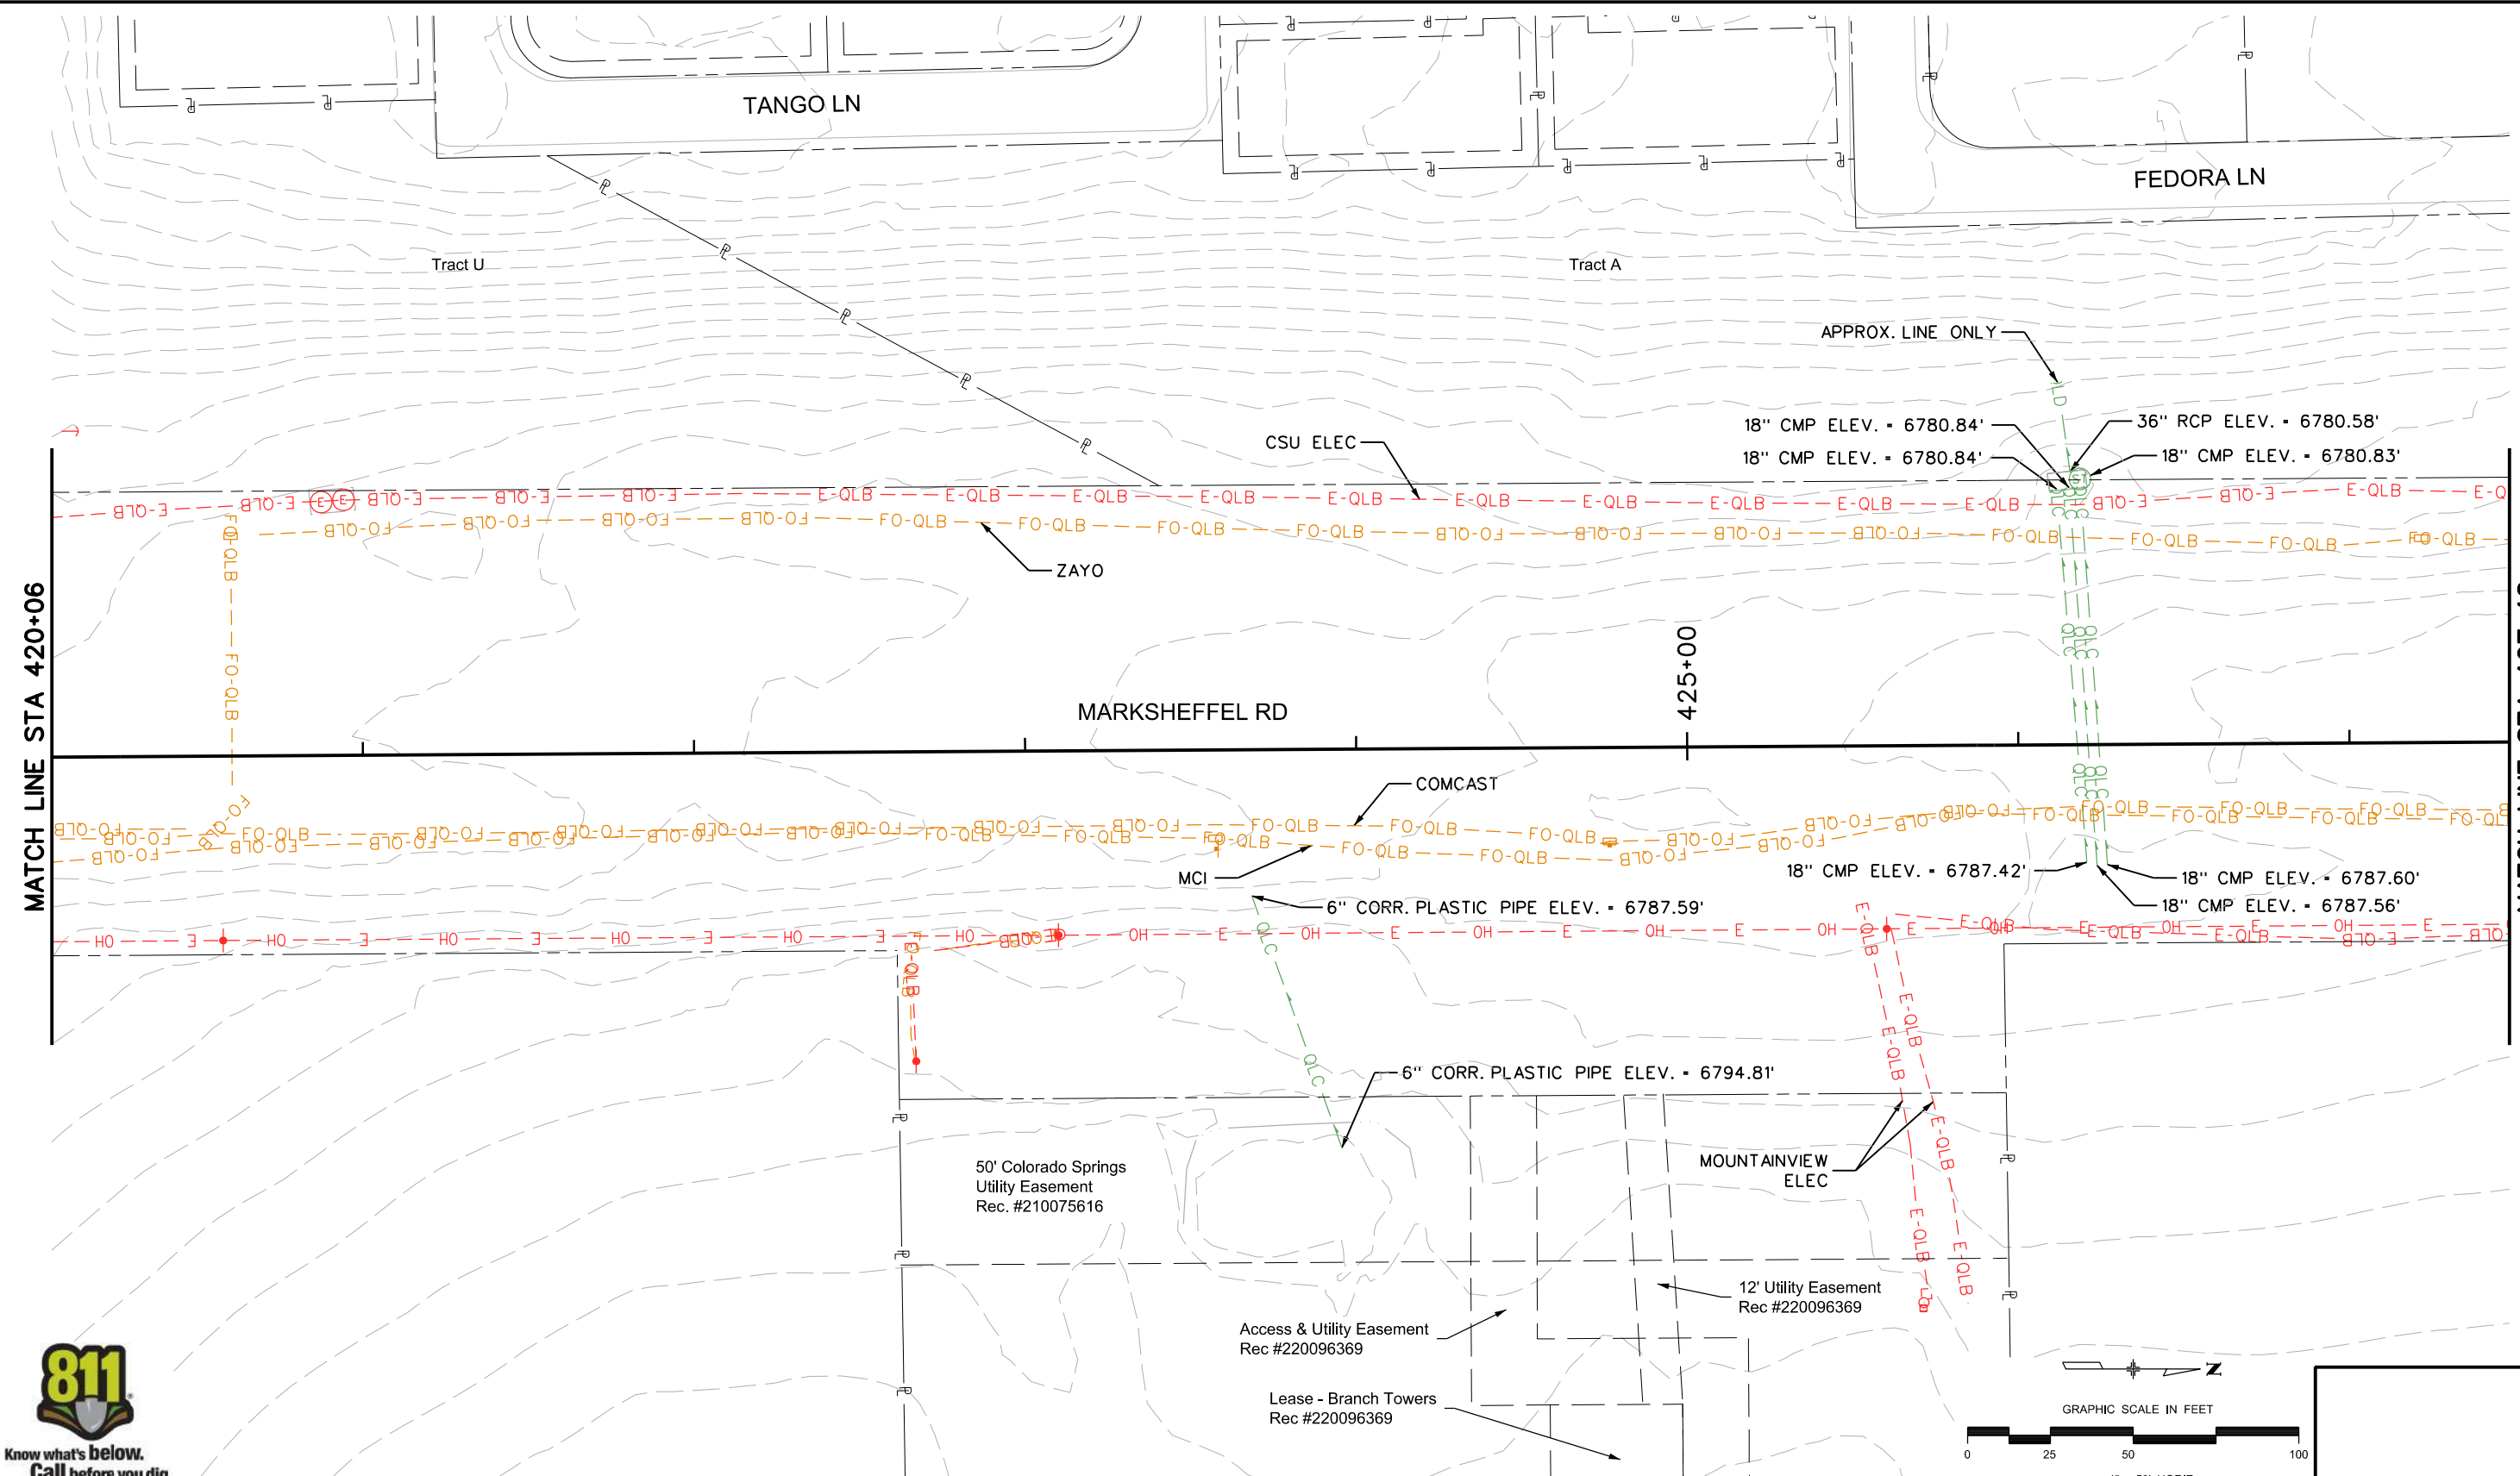 TANGO LN
FEDORA LN
Tract U
Tract A
APPROX. LINE ONLY
18" CMP ELEV. = 6780.84'
36" RCP ELEV. = 6780.58'
18" CMP ELEV. = 6780.84'
18" CMP ELEV. = 6780.83'
CSU ELEC
ZAYO
MATCH LINE STA 420+06
425+00
MARKSHEFFEL RD
COMCAST
MCI
18" CMP ELEV. = 6787.42'
18" CMP ELEV. = 6787.60'
18" CMP ELEV. = 6787.56'
6" CORR. PLASTIC PIPE ELEV. = 6787.59'
6" CORR. PLASTIC PIPE ELEV. = 6794.81'
MOUNTAINVIEW
ELEC
50' Colorado Springs
Utility Easement
Rec. #210075616
12' Utility Easement
Rec #220096369
Access & Utility Easement
Rec #220096369
Lease - Branch Towers
Rec #220096369
E-QLB
FO-QLB
OH
E
QLC
811
Know what's below.
Call before you dig
N
GRAPHIC SCALE IN FEET
0 25 50 100